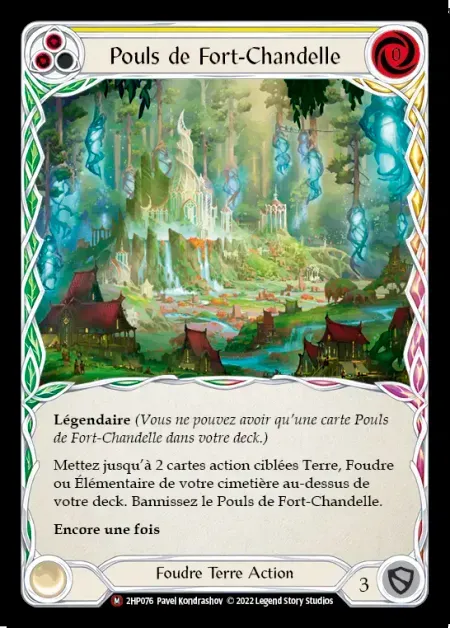 Pouls de Fort-Chandelle
0
Légendaire (Vous ne pouvez avoir qu'une carte Pouls
de Fort-Chandelle dans votre deck.)
Mettez jusqu'à 2 cartes action ciblées Terre, Foudre
ou Élémentaire de votre cimetière au-dessus de
votre deck. Bannissez le Pouls de Fort-Chandelle.
Encore une fois
Foudre Terre Action
3
M 2HP076 Pavel Kondrashov © 2022 Legend Story Studios